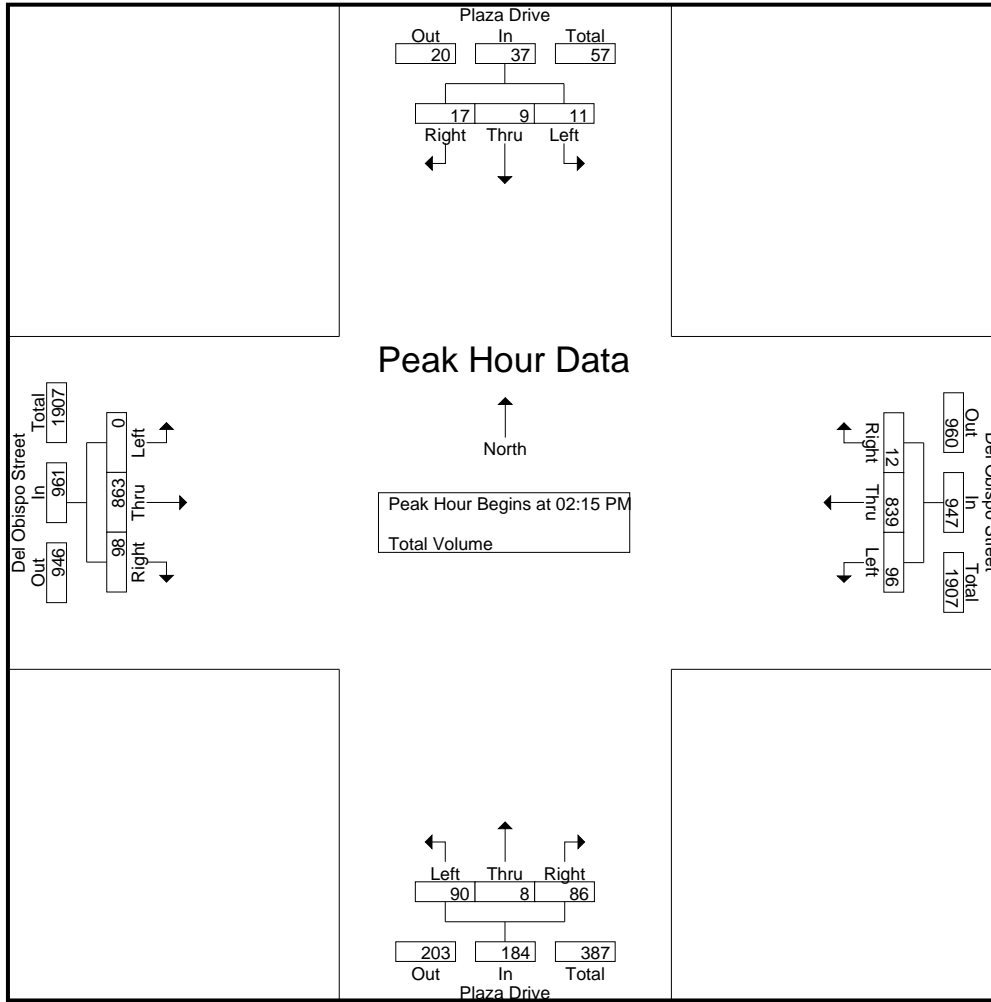 Plaza Drive
Out In Total
20 37 57
17 9 11
Right Thru Left
Peak Hour Data
North
Peak Hour Begins at 02:15 PM
Total Volume
Del Obispo Street
Total In Out
1907 961 946
0 863 98
Left Thru Right
Del Obispo Street
Out In Total
960 947 1907
12 839 96
Right Thru Left
Left Thru Right
90 8 86
203 184 387
Out In Total
Plaza Drive